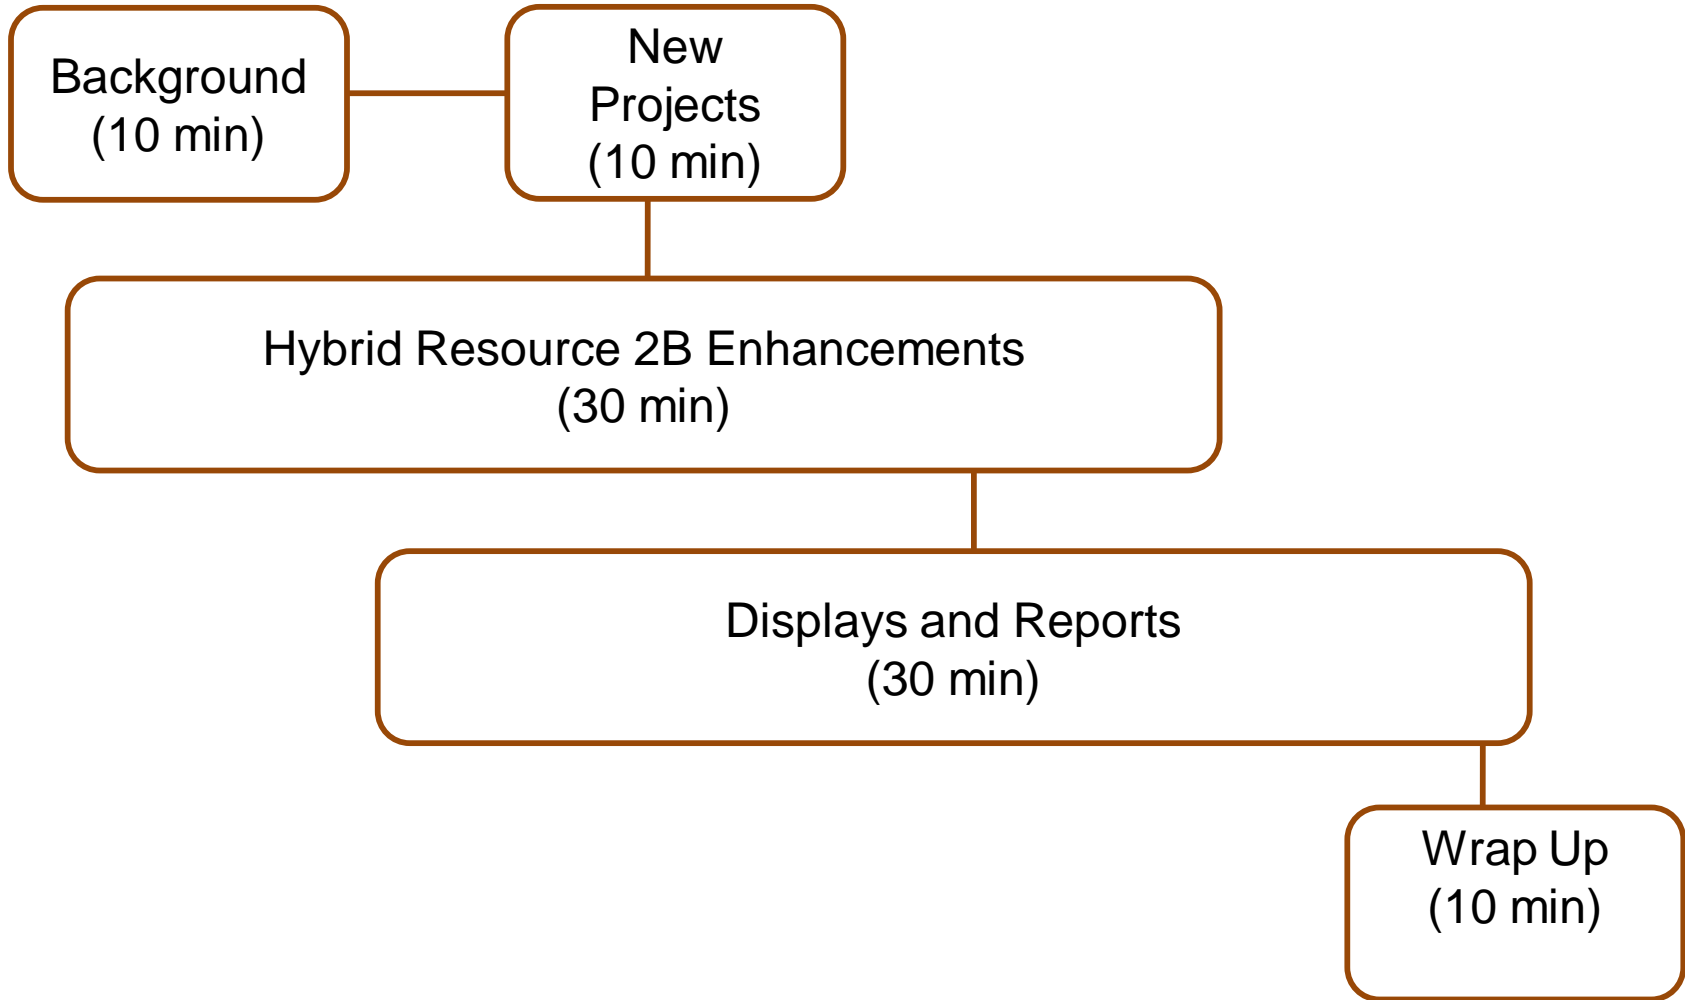 Background
(10 min)
New
Projects
(10 min)
Hybrid Resource 2B Enhancements
(30 min)
Displays and Reports
(30 min)
Wrap Up
(10 min)